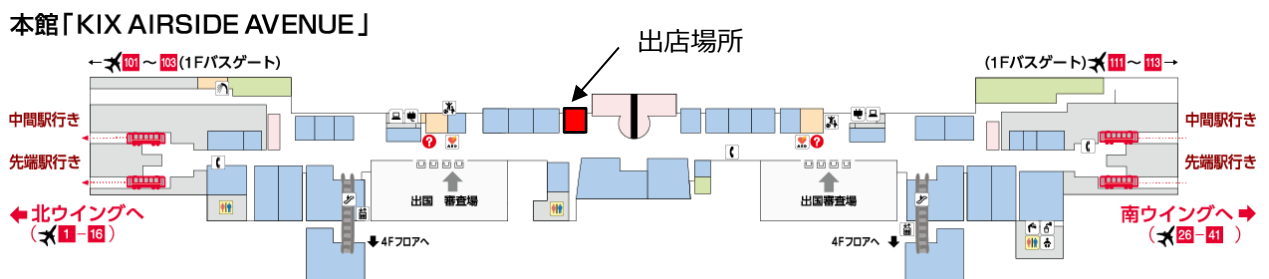 本館「KIX AIRSIDE AVENUE」
出店場所
←101～103(1Fバスゲート)
(1Fバスゲート)111～113→
中間駅行き
先端駅行き
中間駅行き
先端駅行き
?
AED
AED
?
出国 審査場
出国審査場
←北ウイングへ
(1－16)
4Fフロアへ
4Fフロアへ
南ウイングへ→
(26－41)